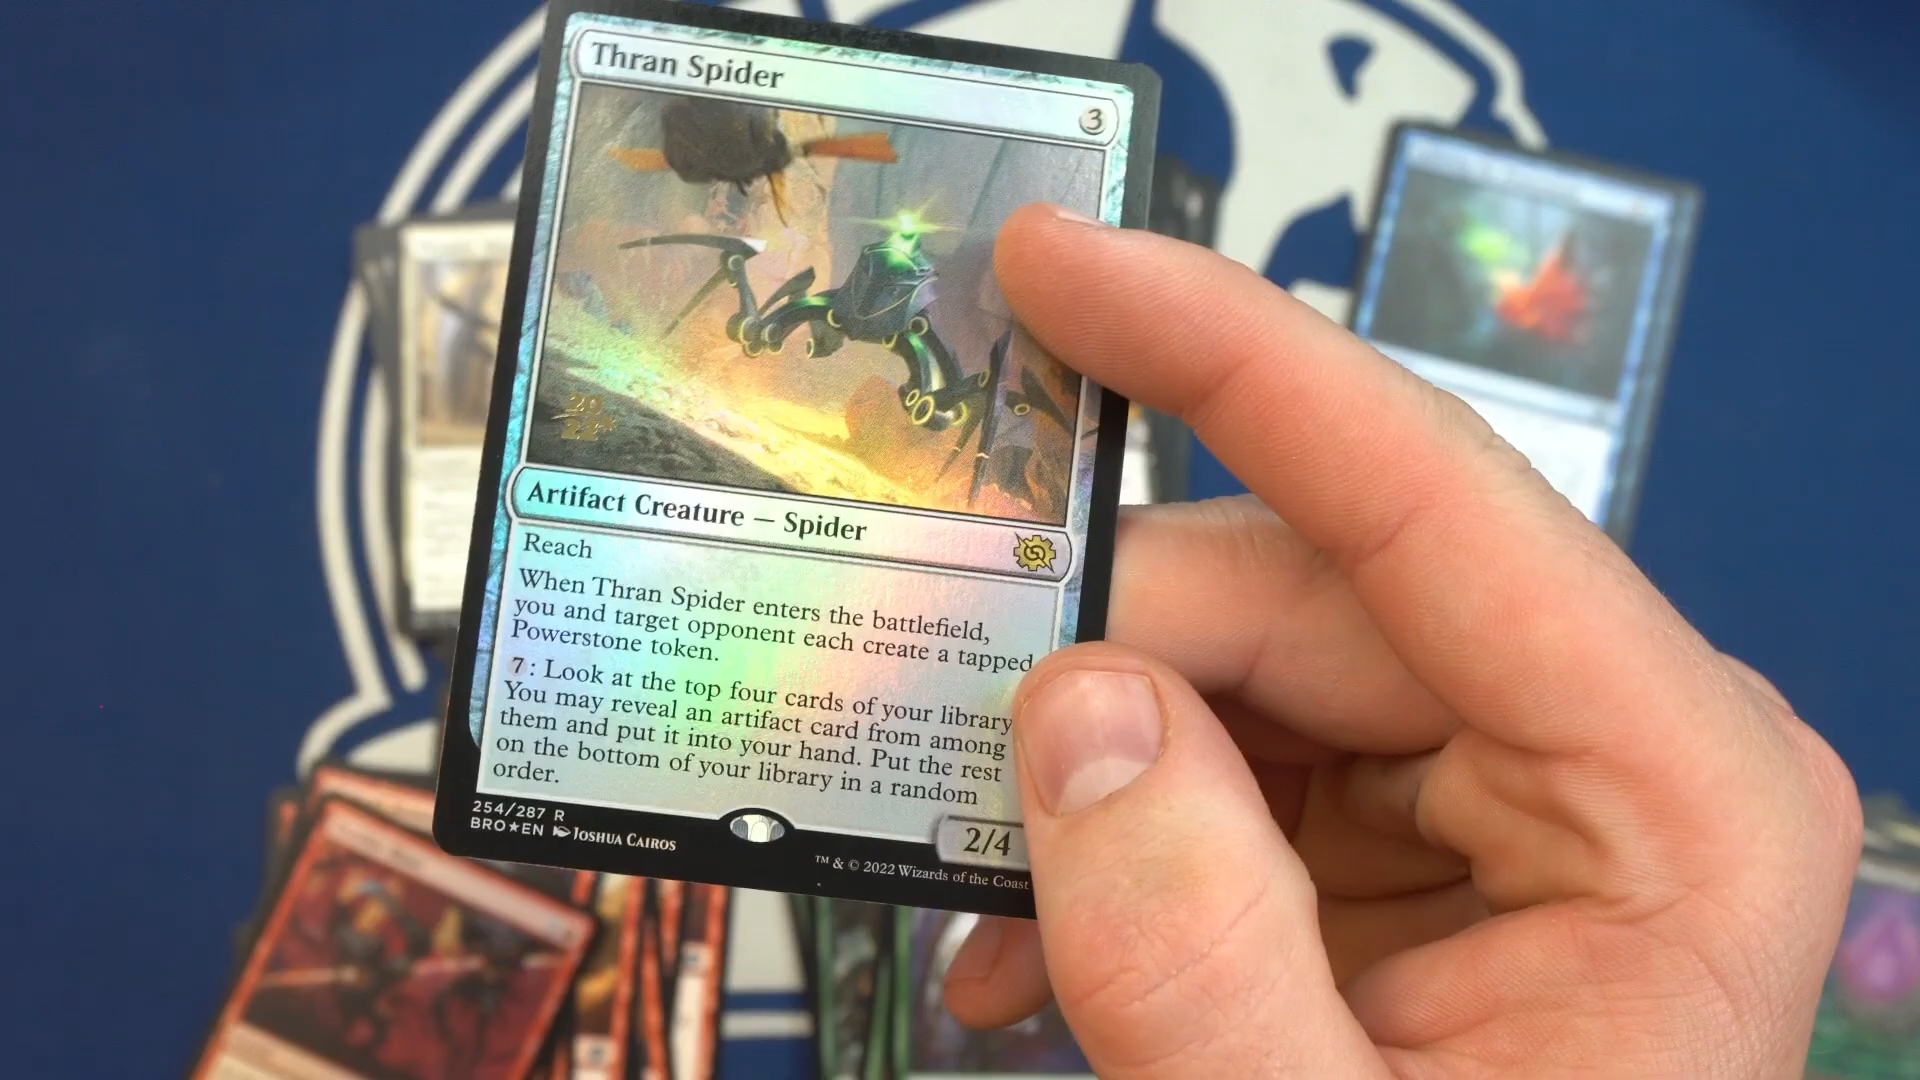 Thran Spider
3
20
22
Artifact Creature — Spider
Reach
When Thran Spider enters the battlefield,
you and target opponent each create a tapped
Powerstone token.
7: Look at the top four cards of your library.
You may reveal an artifact card from among
them and put it into your hand. Put the rest
on the bottom of your library in a random
order.
254/287 R
BRO★EN Joshua Cairos
2/4
™ & © 2022 Wizards of the Coast